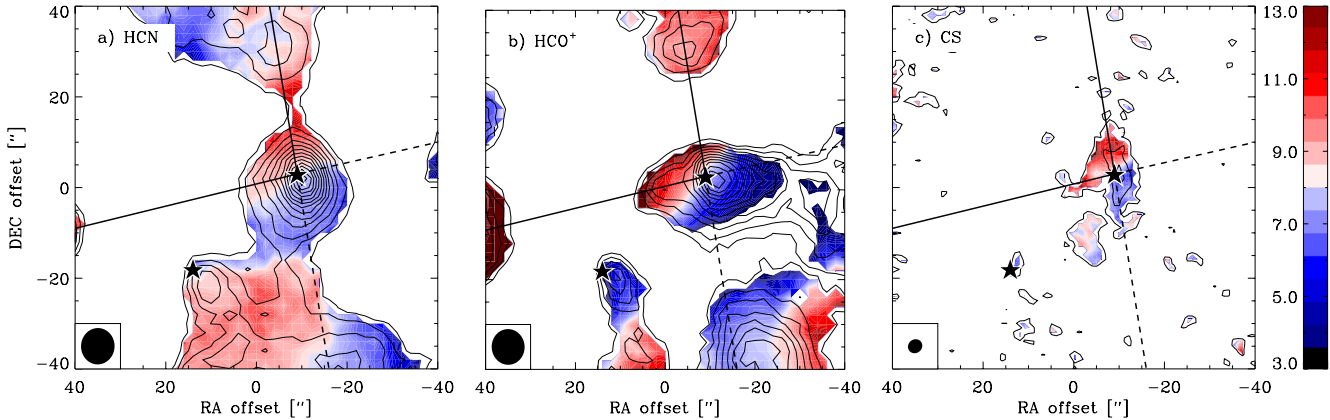 a) HCN
b) HCO⁺
c) CS
40
20
0
-20
-40
DEC offset ["]
40 20 0 -20 -40
RA offset ["]
20 0 -20 -40
RA offset ["]
20 0 -20 -40
RA offset ["]
13.0
11.0
9.0
7.0
5.0
3.0